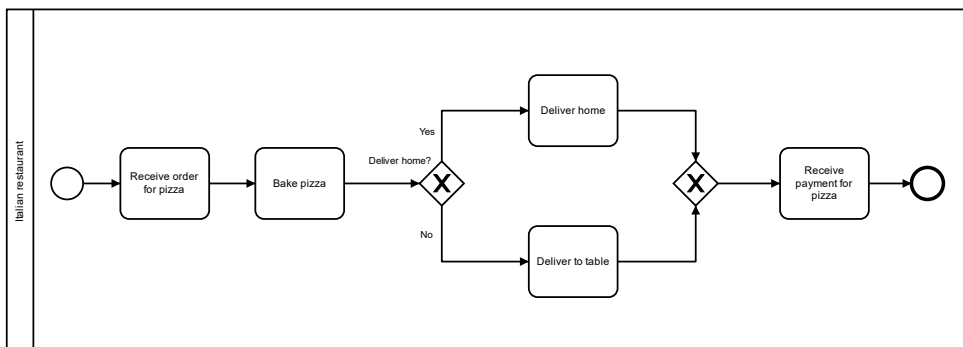 Italian restaurant
Receive order
for pizza
Bake pizza
Deliver home?
Yes
No
Deliver home
Deliver to table
Receive
payment for
pizza